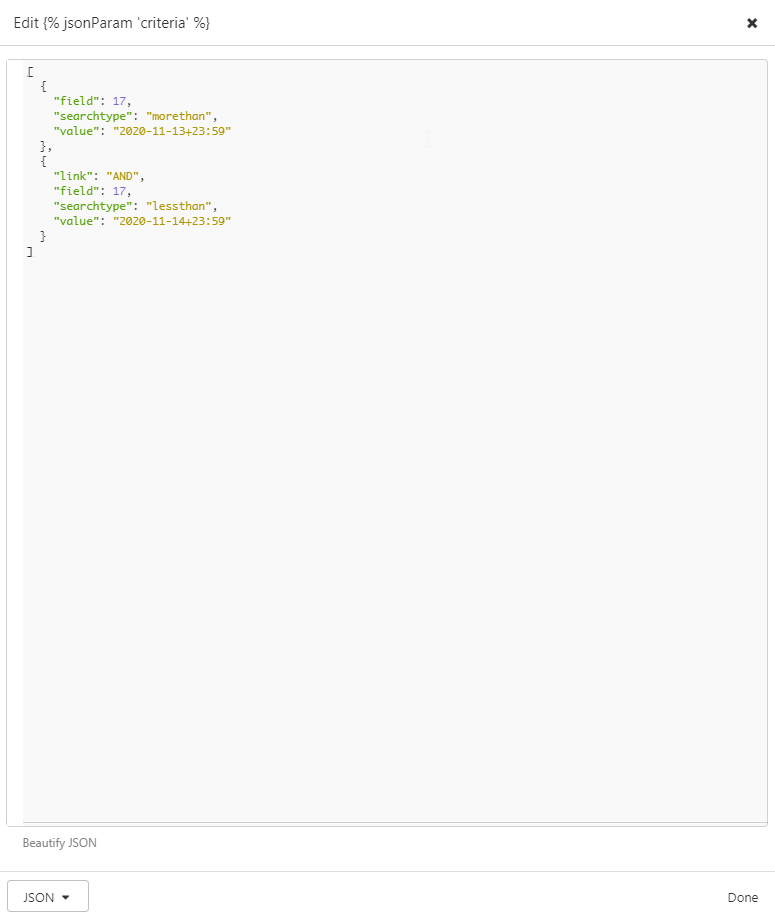 Edit {% jsonParam 'criteria' %}
[
  {
    "field": 17,
    "searchtype": "morethan",
    "value": "2020-11-13+23:59"
  },
  {
    "link": "AND",
    "field": 17,
    "searchtype": "lessthan",
    "value": "2020-11-14+23:59"
  }
]
Beautify JSON
JSON
Done